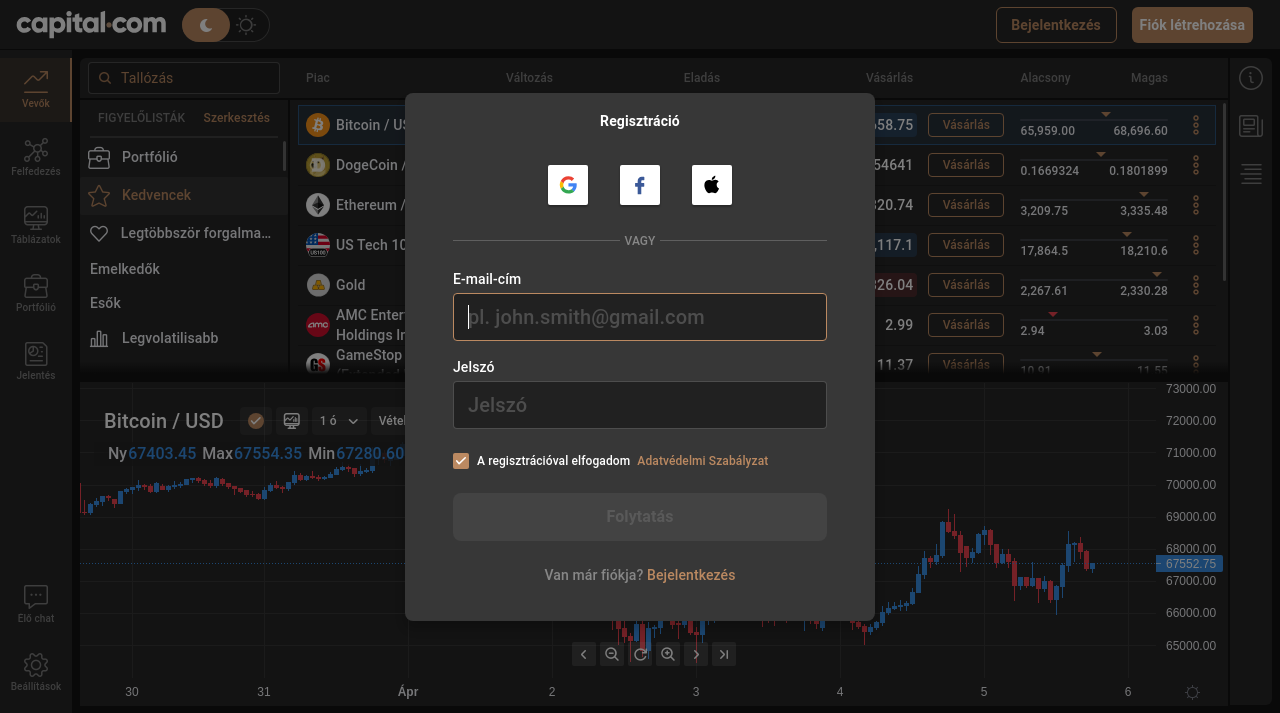 capital.com
Bejelentkezés
Fiók létrehozása
Vevők
Felfedezés
Táblázatok
Portfólió
Jelentés
Élő chat
Beállítások
Tallózás
FIGYELŐLISTÁK
Szerkesztés
Portfólió
Kedvencek
Legtöbbször forgalma...
Emelkedők
Esők
Legvolatilisabb
Piac
Változás
Eladás
Vásárlás
Alacsony
Magas
Bitcoin / US
58.75
Vásárlás
65,959.00
68,696.60
DogeCoin /
54641
Vásárlás
0.1669324
0.1801899
Ethereum /
320.74
Vásárlás
3,209.75
3,335.48
US Tech 10
,117.1
Vásárlás
17,864.5
18,210.6
Gold
326.04
Vásárlás
2,267.61
2,330.28
AMC Enter
Holdings In
2.99
Vásárlás
2.94
3.03
GameStop
11.37
Vásárlás
10.91
11.55
Regisztráció
VAGY
E-mail-cím
pl. john.smith@gmail.com
Jelszó
Jelszó
A regisztrációval elfogadom Adatvédelmi Szabályzat
Folytatás
Van már fiókja? Bejelentkezés
Bitcoin / USD
1 ó
Vétel
Ny 67403.45 Max 67554.35 Min 67280.60
73000.00
72000.00
71000.00
70000.00
69000.00
68000.00
67552.75
67000.00
66000.00
65000.00
30
31
Ápr
2
3
4
5
6